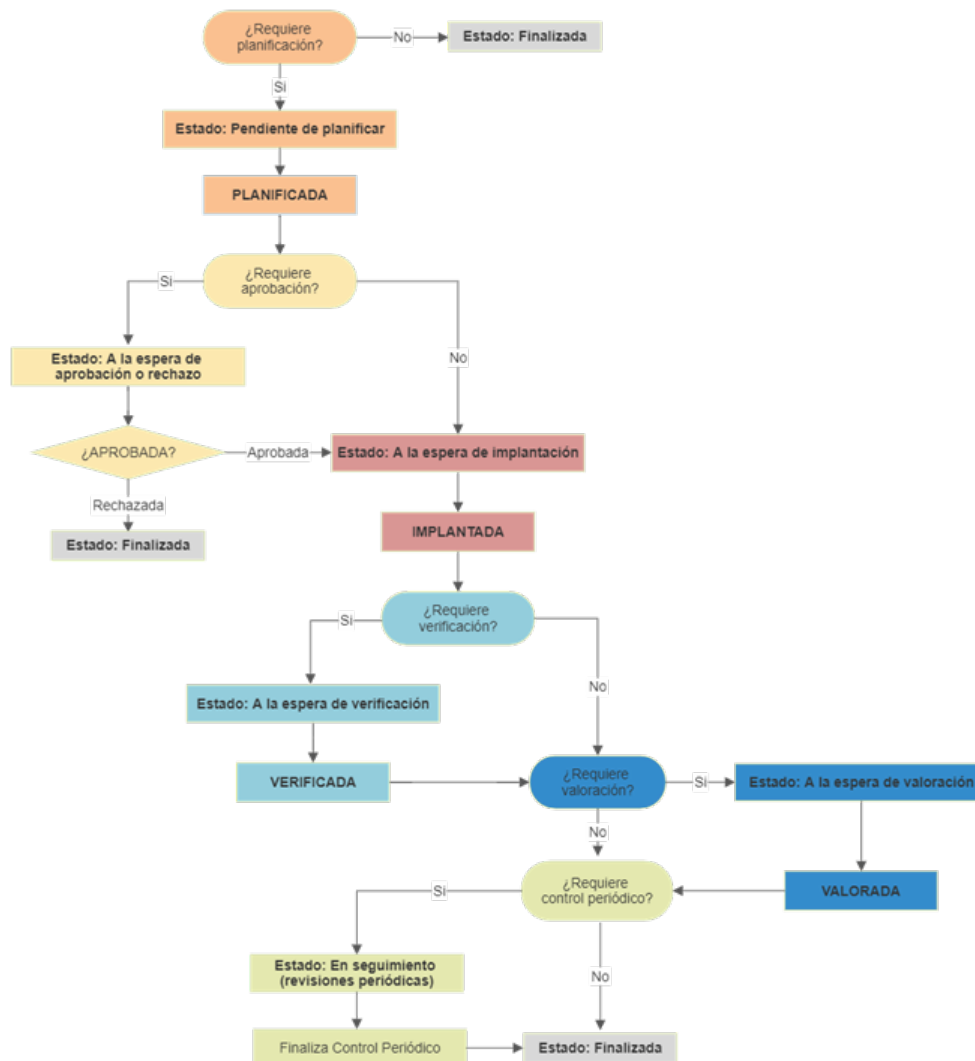 ¿Requiere
planificación?
No
Estado: Finalizada
Si
Estado: Pendiente de planificar
PLANIFICADA
¿Requiere
aprobación?
Si
No
Estado: A la espera de
aprobación o rechazo
¿APROBADA?
Aprobada
Estado: A la espera de implantación
Rechazada
Estado: Finalizada
IMPLANTADA
¿Requiere
verificación?
Si
No
Estado: A la espera de verificación
VERIFICADA
¿Requiere
valoración?
Si
Estado: A la espera de valoración
No
VALORADA
¿Requiere
control periódico?
Si
No
Estado: En seguimiento
(revisiones periódicas)
Finaliza Control Periódico
Estado: Finalizada